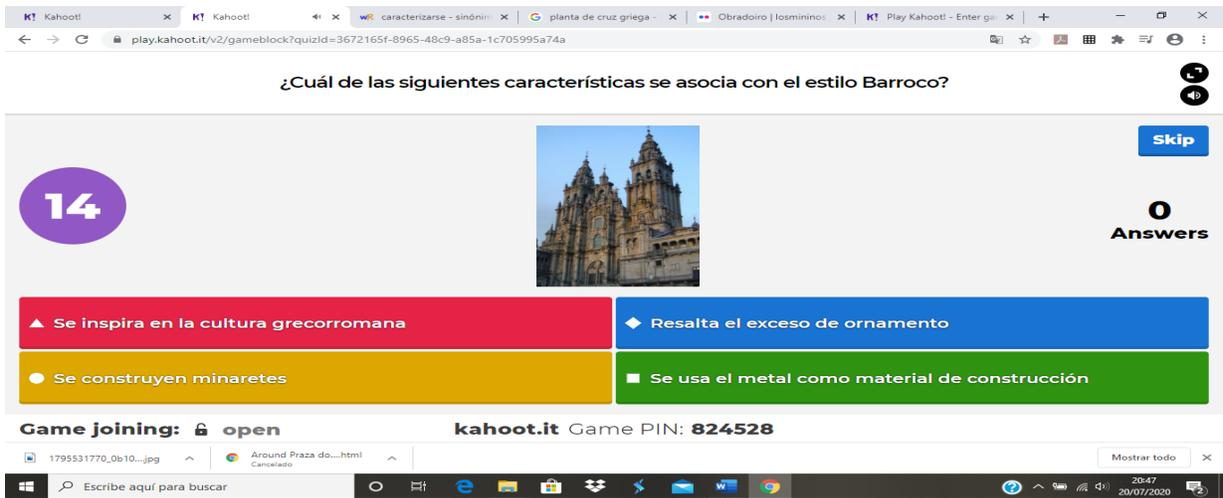 K! Kahoot!
K! Kahoot!
wR caracterizarse - sinónim
G planta de cruz griega -
Obradoiro | losmininos
K! Play Kahoot! - Enter ga
play.kahoot.it/v2/gameblock?quizId=3672165f-8965-48c9-a85a-1c705995a74a
¿Cuál de las siguientes características se asocia con el estilo Barroco?
Skip
14
0
Answers
Se inspira en la cultura grecorromana
Resalta el exceso de ornamento
Se construyen minaretes
Se usa el metal como material de construcción
Game joining: open
kahoot.it Game PIN: 824528
1795531770_0b10....jpg
Around Praza do....html
Cancelado
Mostrar todo
Escribe aquí para buscar
20:47
20/07/2020